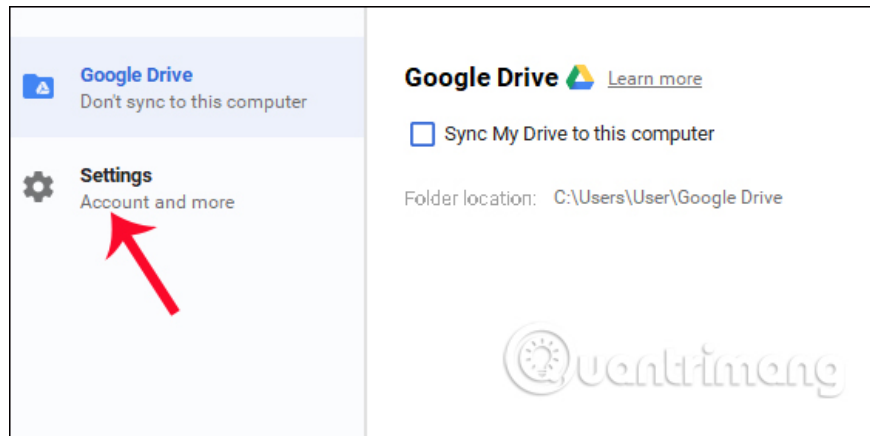 Google Drive
Don't sync to this computer
Settings
Account and more
Google Drive Learn more
Sync My Drive to this computer
Folder location: C:\Users\User\Google Drive
Quantrimang